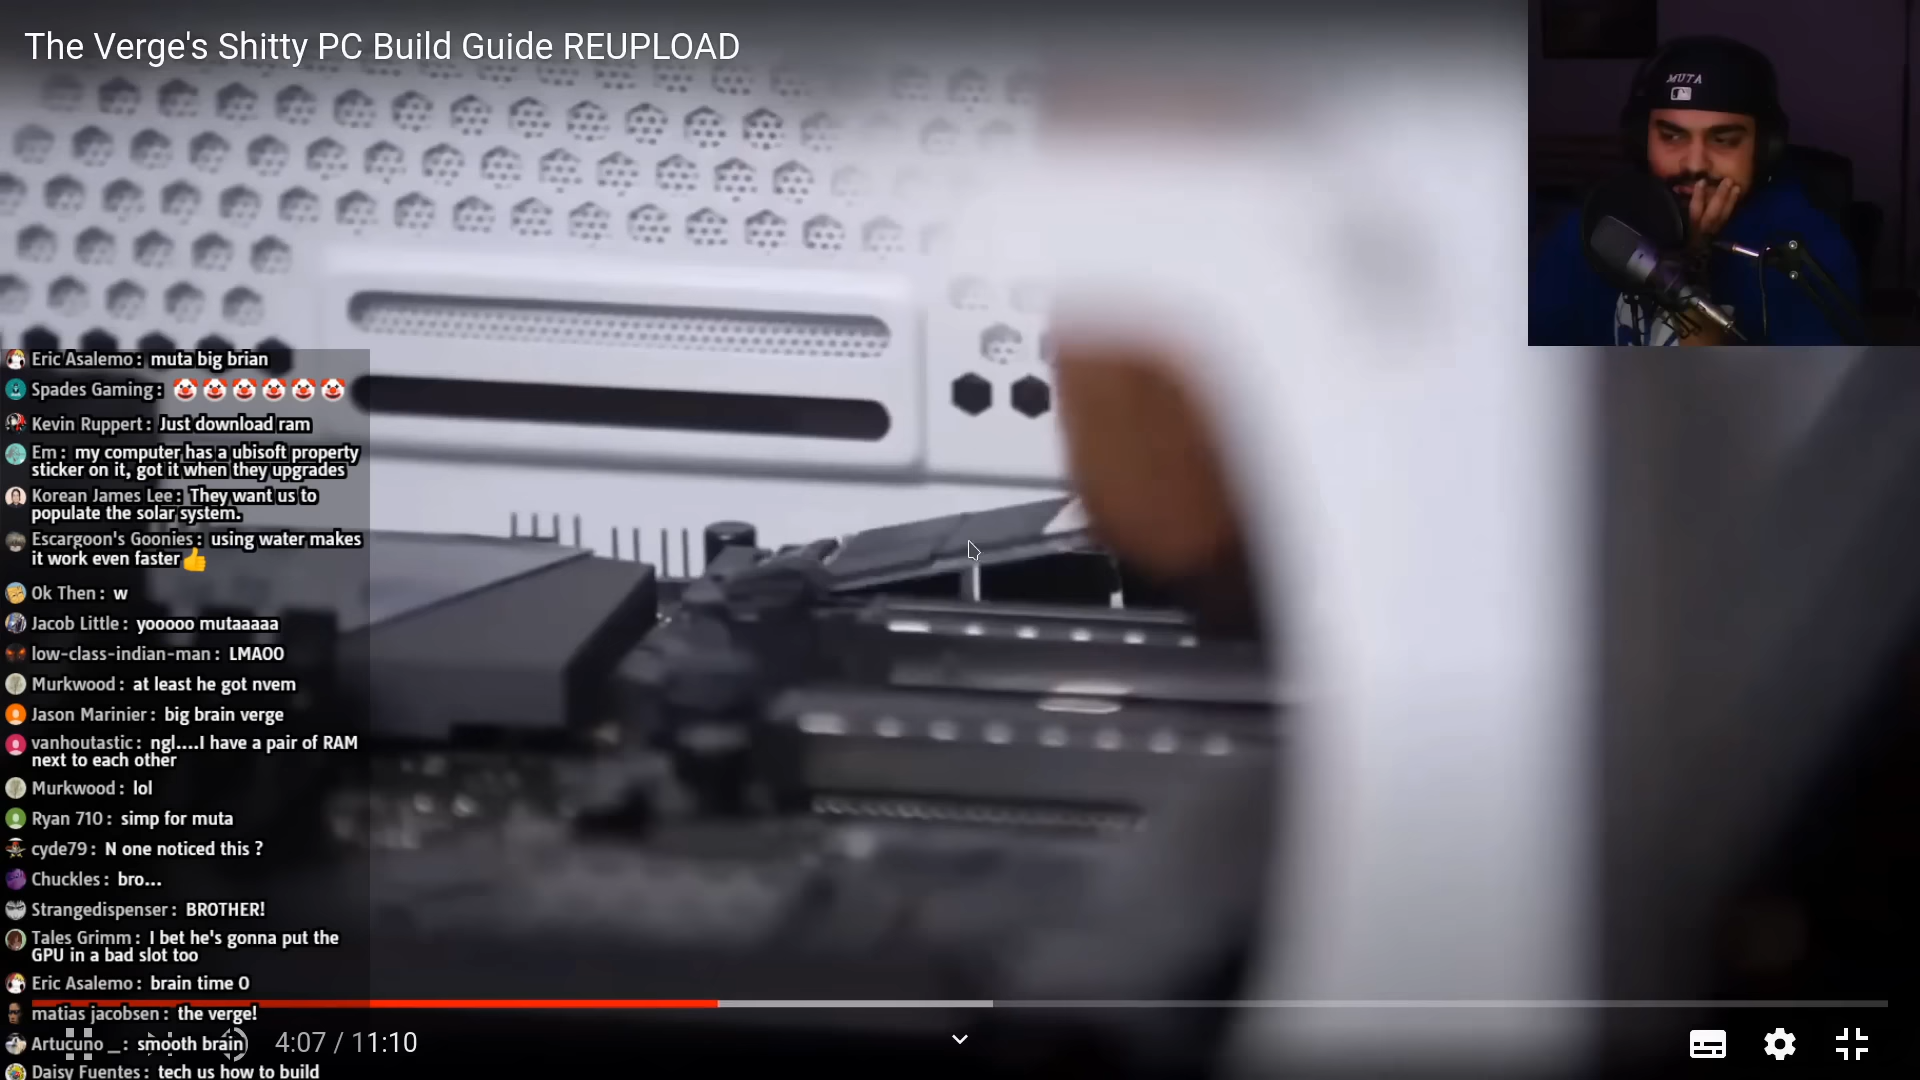 The Verge's Shitty PC Build Guide REUPLOAD
MUTA
Eric Asalemo : muta big brian
Spades Gaming : 🤡🤡🤡🤡🤡🤡
Kevin Ruppert : Just download ram
Em : my computer has a ubisoft property
sticker on it, got it when they upgrades
Korean James Lee : They want us to
populate the solar system.
Escargoon's Goonies : using water makes
it work even faster👍
Ok Then : w
Jacob Little : yooooo mutaaaaa
low-class-indian-man : LMAOO
Murkwood : at least he got nvem
Jason Marinier : big brain verge
vanhoutastic : ngl....I have a pair of RAM
next to each other
Murkwood : lol
Ryan 710 : simp for muta
cyde79 : N one noticed this ?
Chuckles : bro...
Strangedispenser : BROTHER!
Tales Grimm : I bet he's gonna put the
GPU in a bad slot too
Eric Asalemo : brain time 0
matias jacobsen : the verge!
Artucuno _ : smooth brain
Daisy Fuentes : tech us how to build
4:07 / 11:10